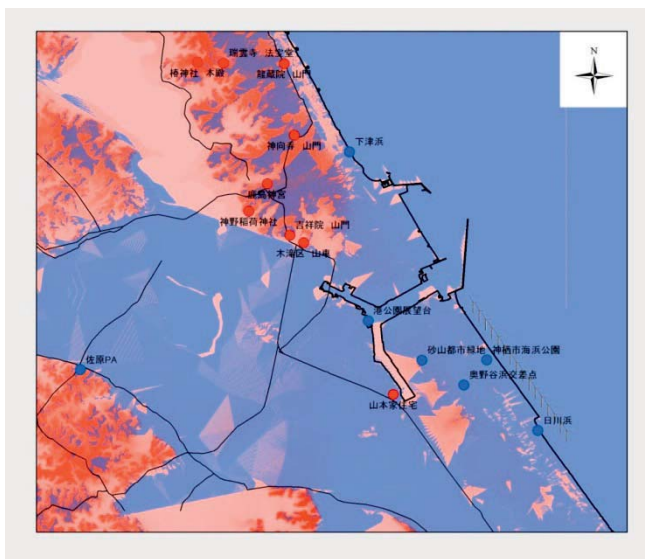 N
瑞雲寺 法堂堂
椿神社 本殿
龍蔵院 山門
神向寺 山門
下津浜
鹿島神宮
神野稲荷神社
吉祥院 山門
木滝区 山車
港公園展望台
佐原PA
砂山都市緑地
神栖市海浜公園
奥野谷浜交差点
山本家住宅
日川浜